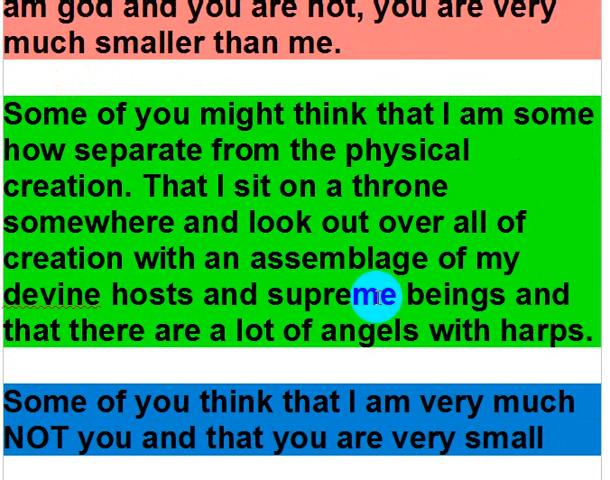 am god and you are not, you are very
much smaller than me.
Some of you might think that I am some
how separate from the physical
creation. That I sit on a throne
somewhere and look out over all of
creation with an assemblage of my
devine hosts and supreme beings and
that there are a lot of angels with harps.
Some of you think that I am very much
NOT you and that you are very small